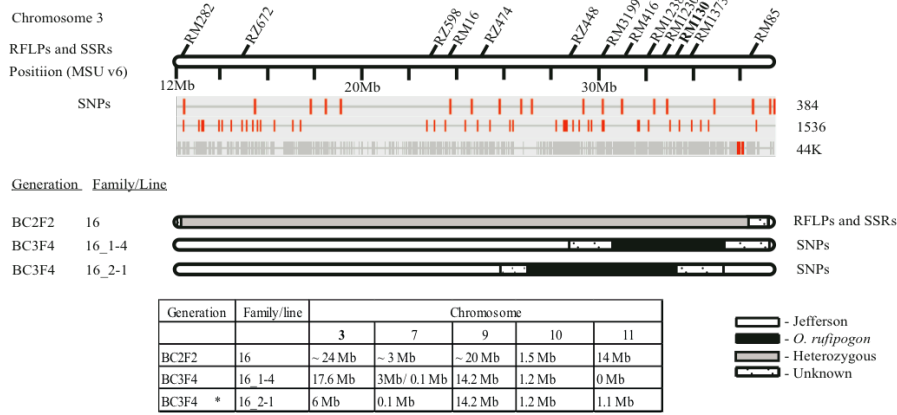 Chromosome 3
RM282 RZ672 RZ598 RM16 RZ474 RZ448 RM3199 RM416 RM1238 RM1230 RM130 RM1373 RM85
RFLPs and SSRs
Positiion (MSU v6)
12Mb 20Mb 30Mb
SNPs 384
1536
44K
Generation Family/Line
BC2F2 16 RFLPs and SSRs
BC3F4 16_1-4 SNPs
BC3F4 16_2-1 SNPs
Generation Family/line Chromosome
3 7 9 10 11
BC2F2 16 ~ 24 Mb ~ 3 Mb ~ 20 Mb 1.5 Mb 14 Mb
BC3F4 16_1-4 17.6 Mb 3Mb/ 0.1 Mb 14.2 Mb 1.2 Mb 0 Mb
BC3F4 * 16_2-1 6 Mb 0.1 Mb 14.2 Mb 1.2 Mb 1.1 Mb
- Jefferson
- O. rufipogon
- Heterozygous
- Unknown